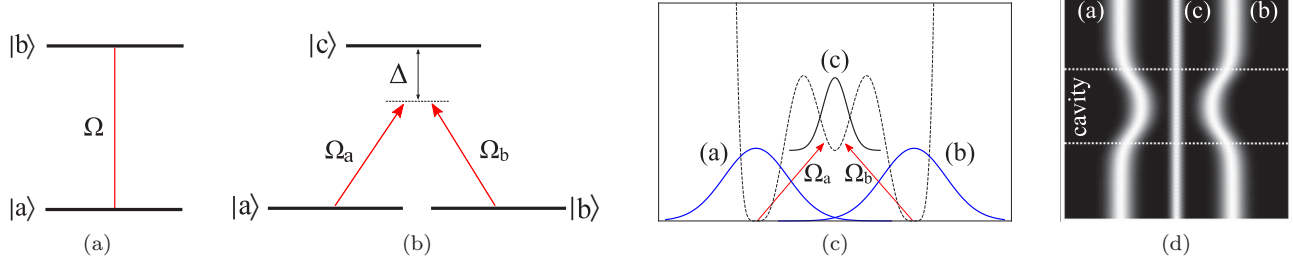 |b⟩
Ω
|a⟩
(a)
|c⟩
Δ
Ωa
Ωb
|a⟩
|b⟩
(b)
(c)
(a)
(b)
Ωa
Ωb
(c)
(a)
(c)
(b)
cavity
(d)